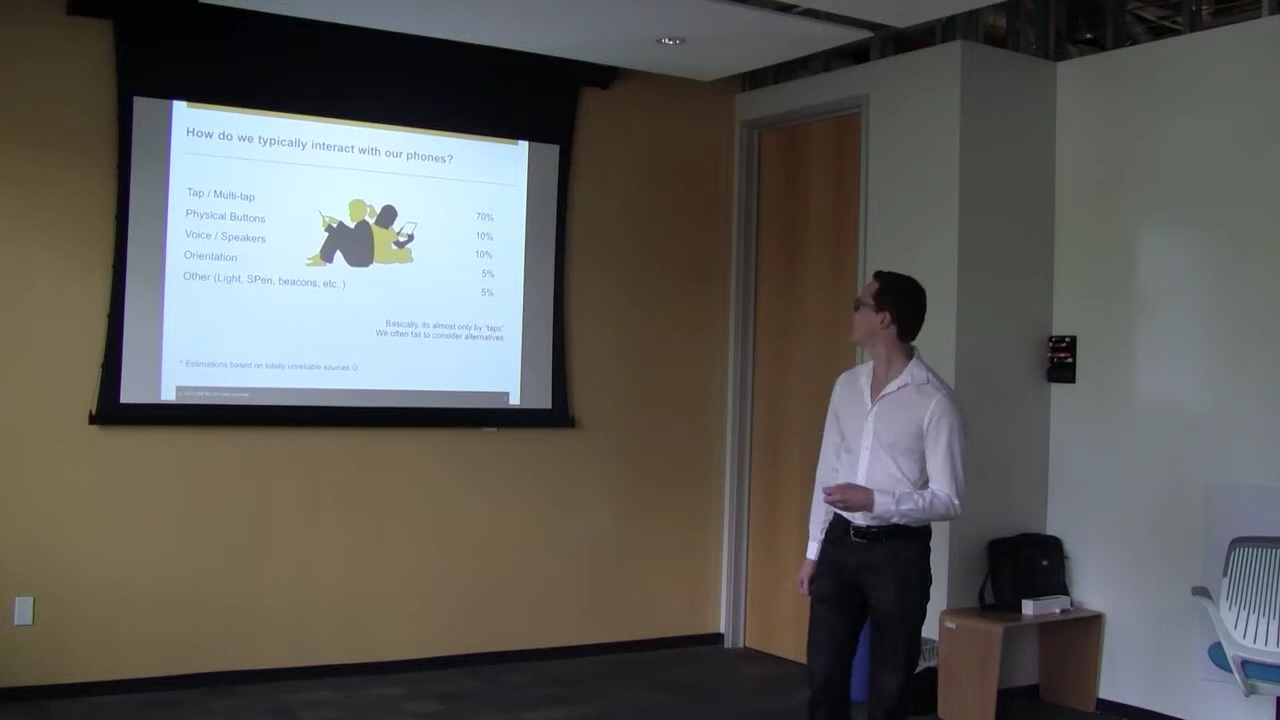 How do we typically interact with our phones?
Tap / Multi-tap
70%
Physical Buttons
10%
Voice / Speakers
10%
Orientation
5%
Other (Light, SPen, beacons, etc. )
5%
Basically, its almost only by "taps"
We often fail to consider alternatives
* Estimations based on totally unreliable sources ☺